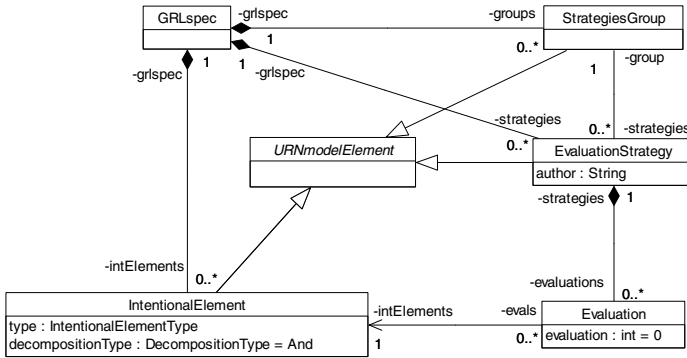 GRLspec
-grlspec
1
-groups
0..*
StrategiesGroup
-grlspec
1
1
-grlspec
1
-group
-strategies
0..*
0..*
-strategies
URNmodelElement
EvaluationStrategy
author : String
-strategies
1
-intElements
0..*
-evaluations
0..*
IntentionalElement
type : IntentionalElementType
decompositionType : DecompositionType = And
-intElements
1
-evals
0..*
Evaluation
evaluation : int = 0